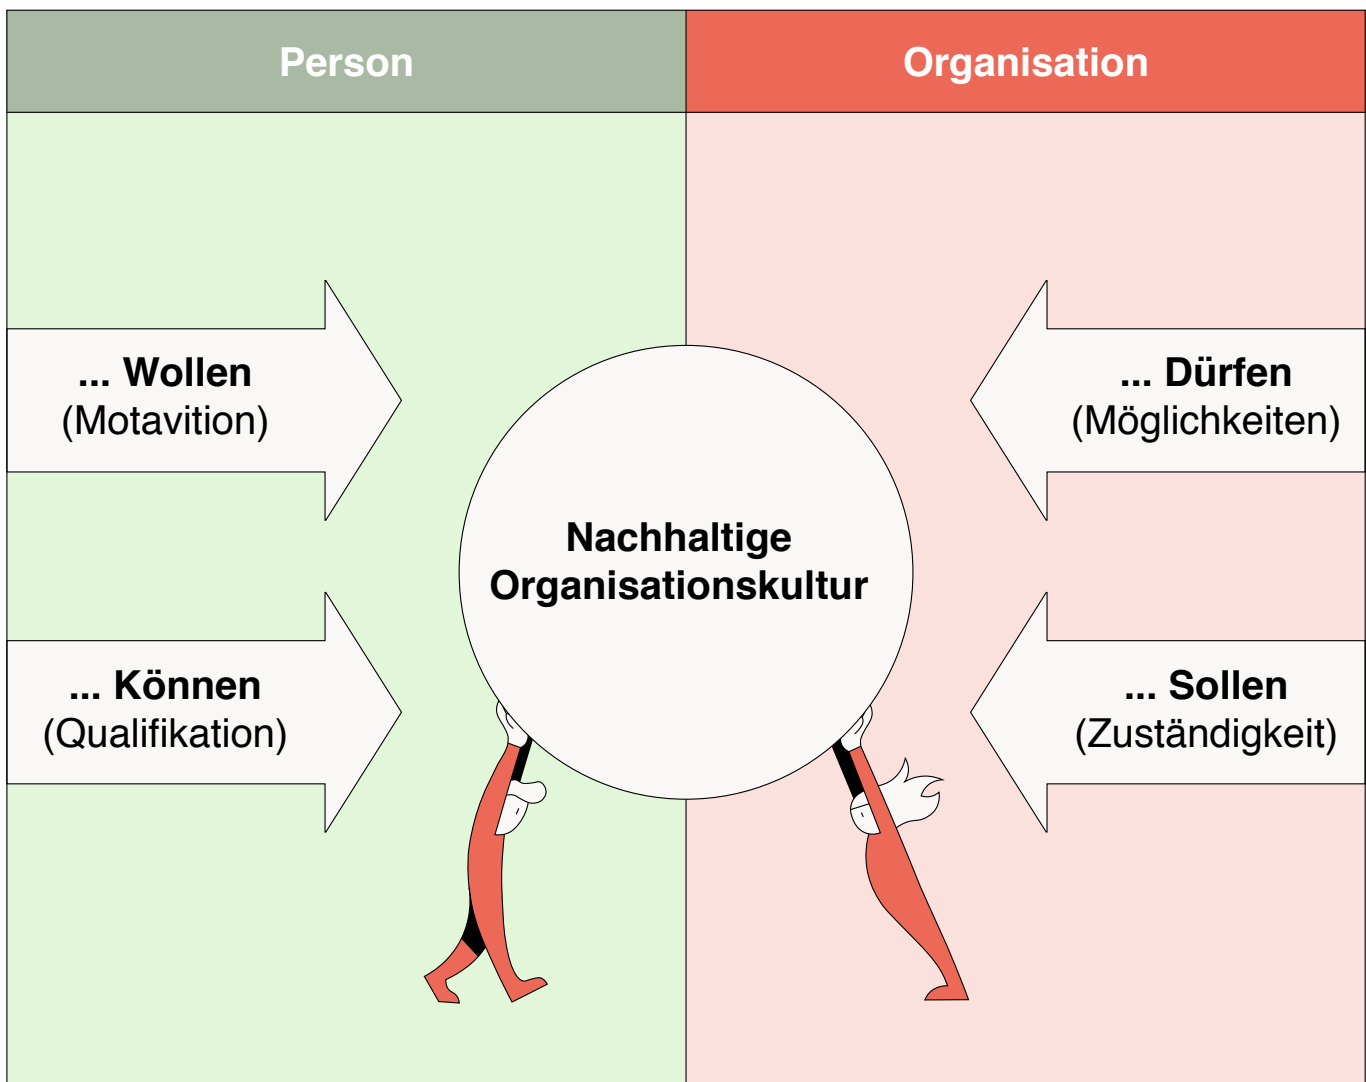 Person
Organisation
... Wollen
(Motavition)
... Dürfen
(Möglichkeiten)
Nachhaltige
Organisationskultur
... Können
(Qualifikation)
... Sollen
(Zuständigkeit)